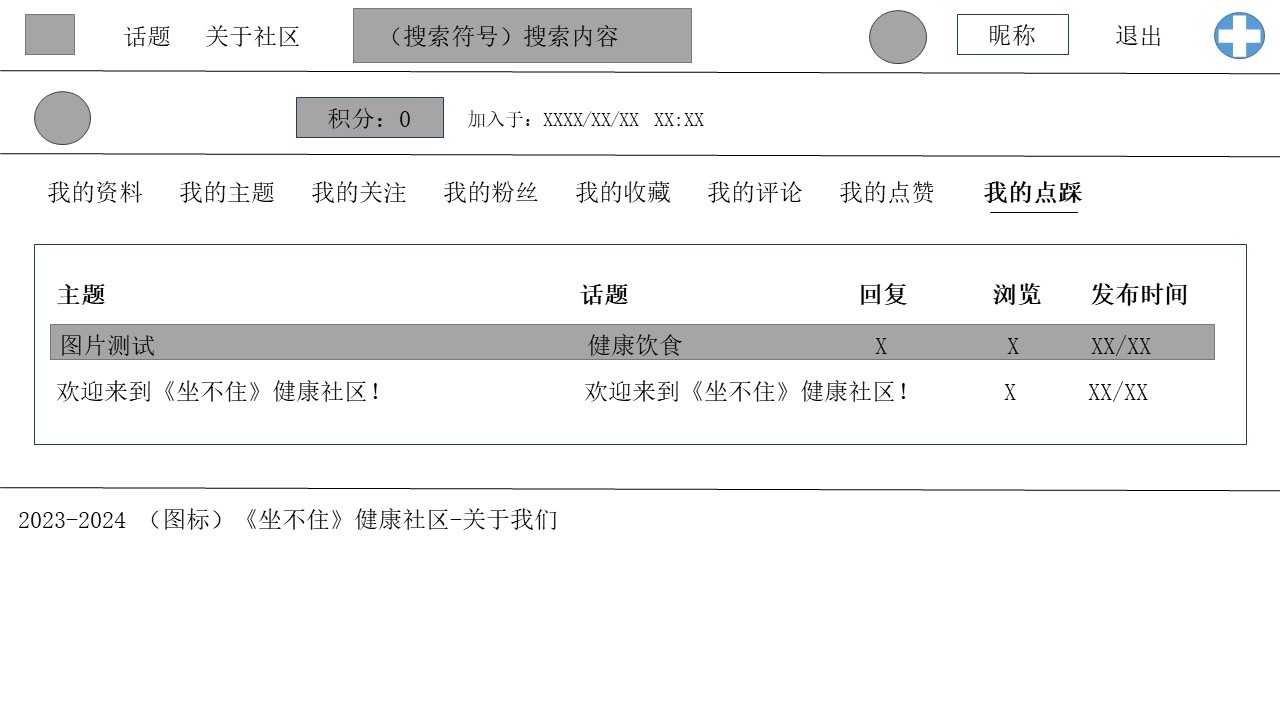 话题 关于社区 （搜索符号）搜索内容 昵称 退出
积分：0 加入于：XXXX/XX/XX XX:XX
我的资料 我的主题 我的关注 我的粉丝 我的收藏 我的评论 我的点赞 我的点踩
主题 话题 回复 浏览 发布时间
图片测试 健康饮食 X X XX/XX
欢迎来到《坐不住》健康社区！ 欢迎来到《坐不住》健康社区！ X XX/XX
2023-2024 （图标）《坐不住》健康社区-关于我们